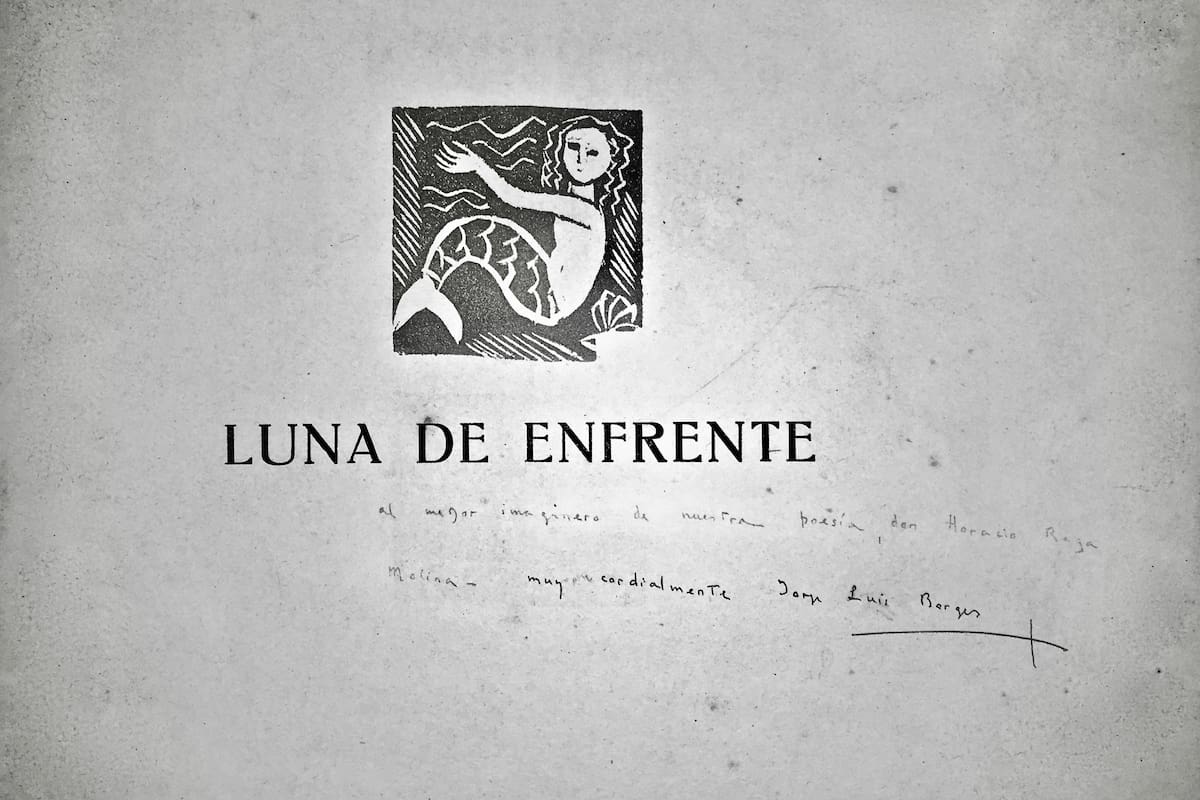 LUNA DE ENFRENTE
al mejor imaginero de nuestra poesía, don Horacio Rega
Molina – muy cordialmente Jorge Luis Borges